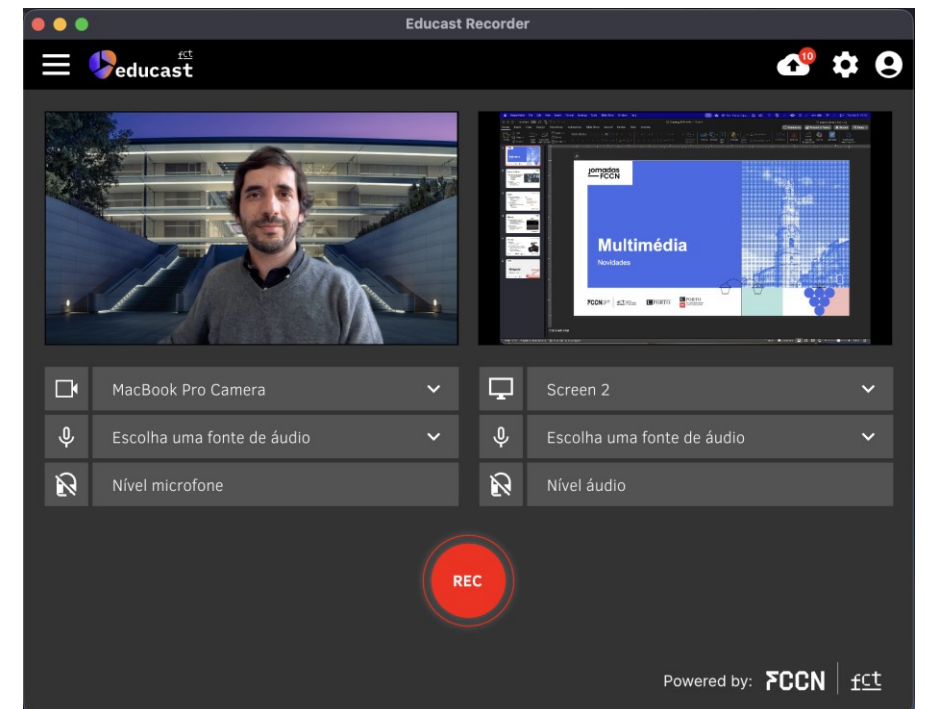 Educast Recorder
fct
educast
10
jornadas
FCCN
Multimédia
Novidades
MacBook Pro Camera
Screen 2
Escolha uma fonte de áudio
Escolha uma fonte de áudio
Nível microfone
Nível áudio
REC
Powered by: FCCN fct